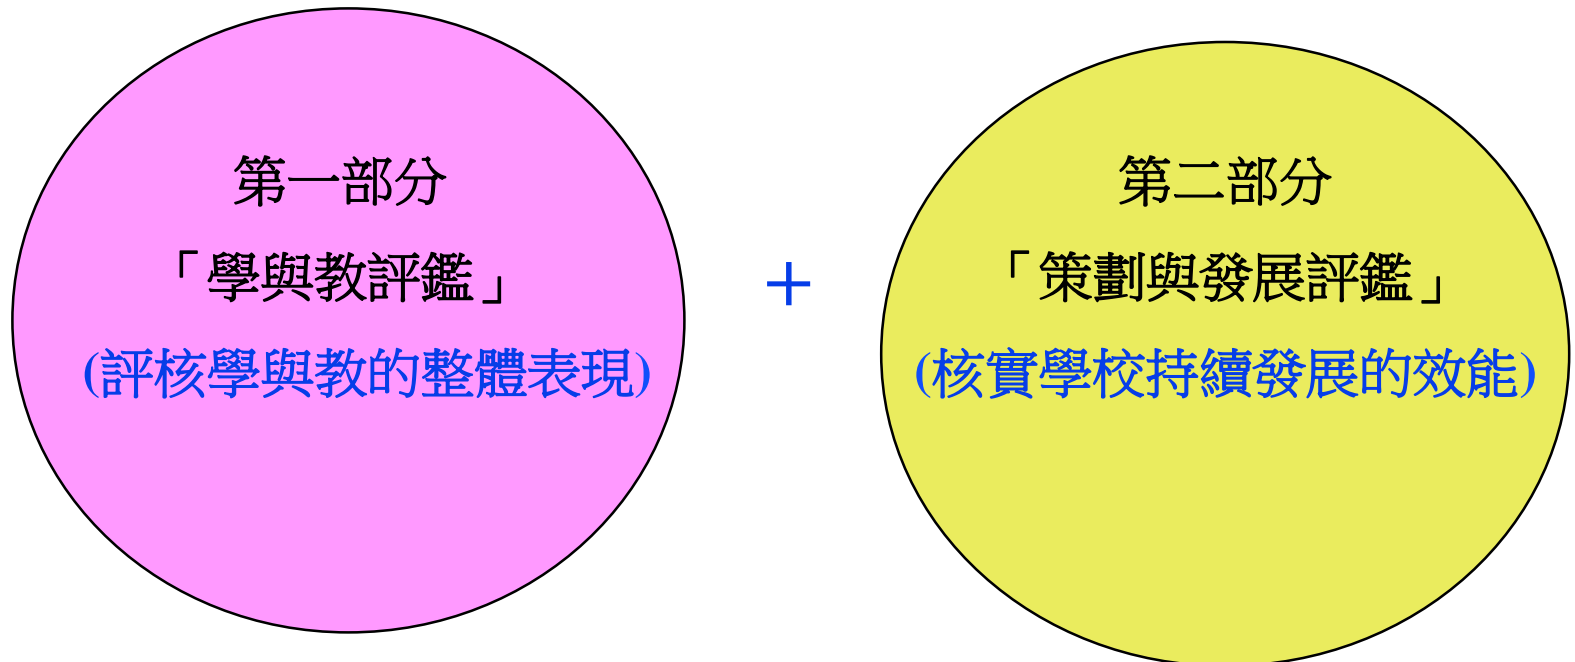 第一部分
「學與教評鑑」
(評核學與教的整體表現)
+
第二部分
「策劃與發展評鑑」
(核實學校持續發展的效能)